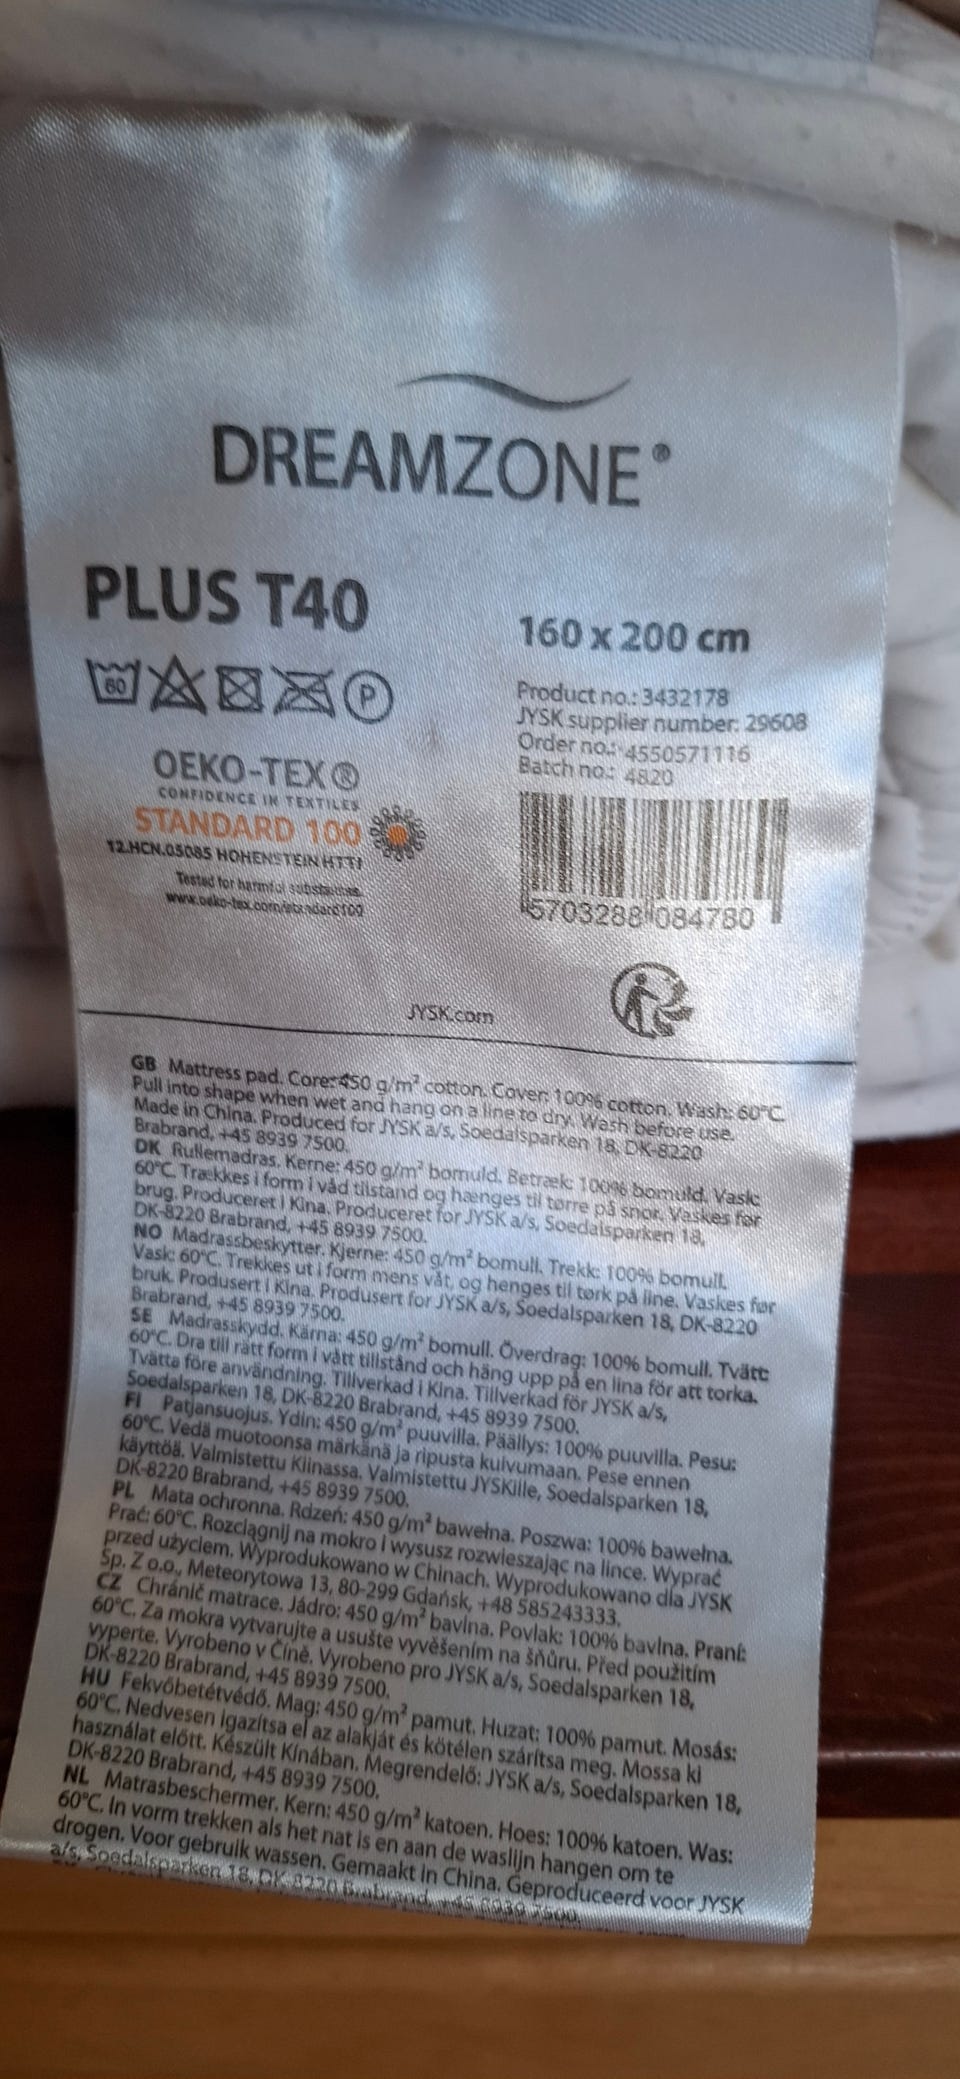 DREAMZONE®
PLUS T40
160 x 200 cm
60
P
Product no.: 3432178
JYSK supplier number: 29608
Order no.: 4550571116
Batch no.: 4820
OEKO-TEX®
CONFIDENCE IN TEXTILES
STANDARD 100
12.HCN.05085 HOHENSTEIN HTTI
Tested for harmful substances.
www.oeko-tex.com/standard100
5703288 084780
JYSK.com
GB Mattress pad. Core: 450 g/m² cotton. Cover: 100% cotton. Wash: 60°C.
Pull into shape when wet and hang on a line to dry. Wash before use.
Made in China. Produced for JYSK a/s, Soedalsparken 18, DK-8220
Brabrand, +45 8939 7500.
DK Rullemadras. Kerne: 450 g/m² bomuld. Betræk: 100% bomuld. Vask:
60°C. Trækkes i form i våd tilstand og hænges til tørre på snor. Vaskes før
brug. Produceret i Kina. Produceret for JYSK a/s, Soedalsparken 18,
DK-8220 Brabrand, +45 8939 7500.
NO Madrassbeskytter. Kjerne: 450 g/m² bomull. Trekk: 100% bomull.
Vask: 60°C. Trekkes ut i form mens våt, og henges til tørk på line. Vaskes før
bruk. Produsert i Kina. Produsert for JYSK a/s, Soedalsparken 18, DK-8220
Brabrand, +45 8939 7500.
SE Madrasskydd. Kärna: 450 g/m² bomull. Överdrag: 100% bomull. Tvätt:
60°C. Dra till rätt form i vått tillstånd och häng upp på en lina för att torka.
Tvätta före användning. Tillverkad i Kina. Tillverkad för JYSK a/s,
Soedalsparken 18, DK-8220 Brabrand, +45 8939 7500.
FI Patjansuojus. Ydin: 450 g/m² puuvilla. Päällys: 100% puuvilla. Pesu:
60°C. Vedä muotoonsa märkänä ja ripusta kuivumaan. Pese ennen
käyttöä. Valmistettu Kiinassa. Valmistettu JYSKille, Soedalsparken 18,
DK-8220 Brabrand, +45 8939 7500.
PL Mata ochronna. Rdzeń: 450 g/m² bawełna. Poszwa: 100% bawełna.
Prać: 60°C. Rozciągnij na mokro i wysusz rozwieszając na lince. Wyprać
przed użyciem. Wyprodukowano w Chinach. Wyprodukowano dla JYSK
Sp. Z o.o., Meteorytowa 13, 80-299 Gdańsk, +48 585243333.
CZ Chránič matrace. Jádro: 450 g/m² bavlna. Povlak: 100% bavlna. Praní:
60°C. Za mokra vytvarujte a usušte vyvěšením na šňůru. Před použitím
vyperte. Vyrobeno v Číně. Vyrobeno pro JYSK a/s, Soedalsparken 18,
DK-8220 Brabrand, +45 8939 7500.
HU Fekvőbetétvédő. Mag: 450 g/m² pamut. Huzat: 100% pamut. Mosás:
60°C. Nedvesen igazítsa el az alakját és kötélen szárítsa meg. Mossa ki
használat előtt. Készült Kínában. Megrendelő: JYSK a/s, Soedalsparken 18,
DK-8220 Brabrand, +45 8939 7500.
NL Matrasbeschermer. Kern: 450 g/m² katoen. Hoes: 100% katoen. Was:
60°C. In vorm trekken als het nat is en aan de waslijn hangen om te
drogen. Voor gebruik wassen. Gemaakt in China. Geproduceerd voor JYSK
a/s, Soedalsparken 18, DK-8220 Brabrand, +45 8939 7500.